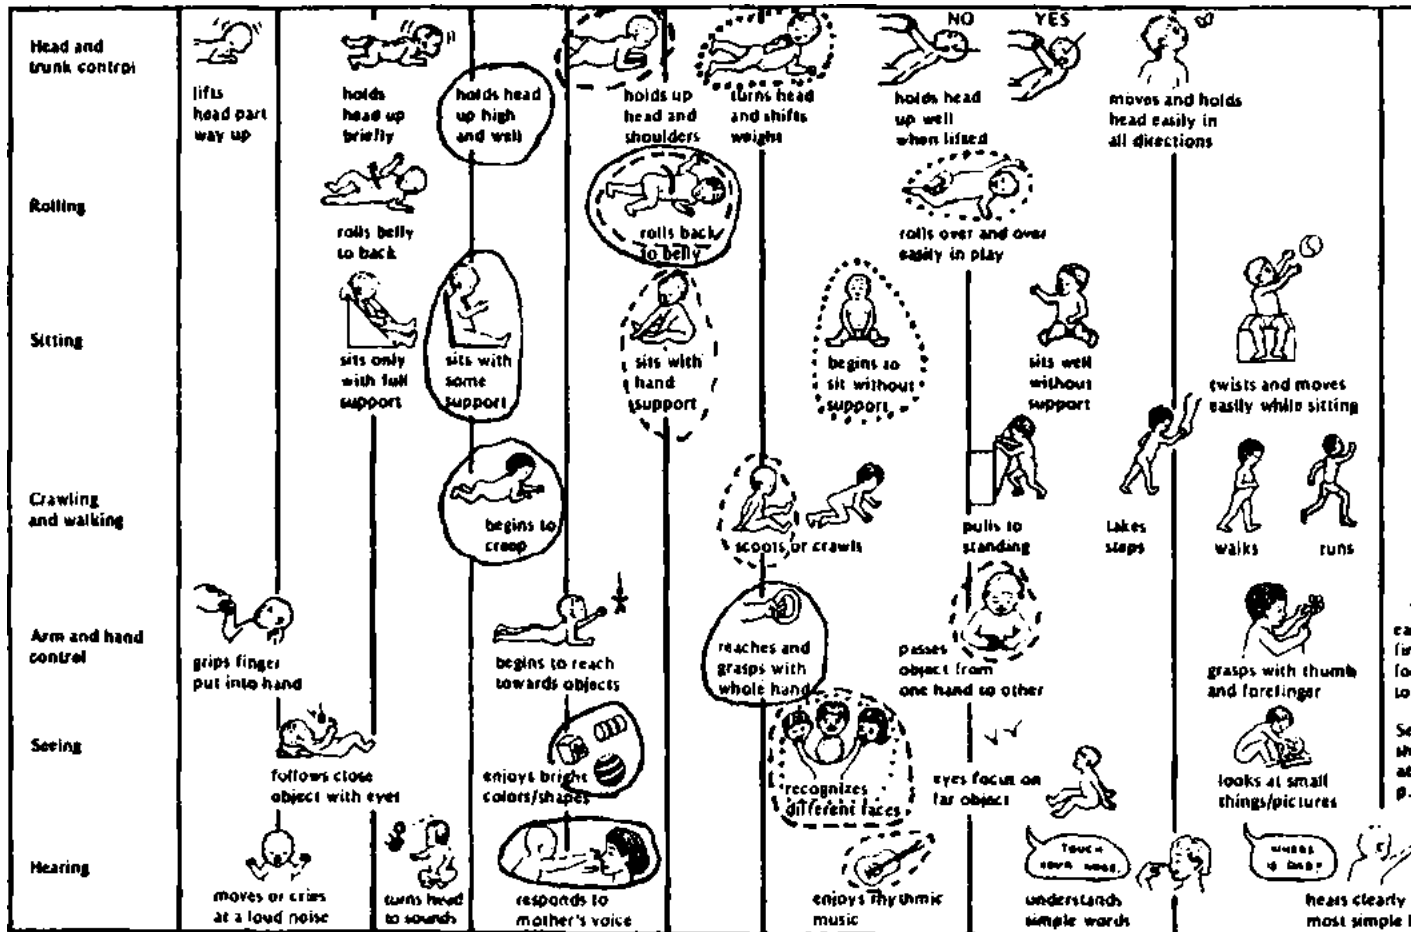 NO YES
Head and
trunk control
lifts
head part
way up
holds
head up
briefly
holds head
up high
and well
holds up
head and
shoulders
turns head
and shifts
weight
holds head
up well
when lifted
moves and holds
head easily in
all directions
Rolling
rolls belly
to back
rolls back
to belly
rolls over and over
easily in play
Sitting
sits only
with full
support
sits with
some
support
sits with
hand
support
begins to
sit without
support
sits well
without
support
twists and moves
easily while sitting
Crawling
and walking
begins to
creep
scoots or crawls
pulls to
standing
takes
steps
walks
runs
Arm and hand
control
grips finger
put into hand
begins to reach
towards objects
reaches and
grasps with
whole hand
passes
object from
one hand to other
grasps with thumb
and forefinger
Seeing
follows close
object with eyes
enjoys bright
colors/shapes
recognizes
different faces
eyes focus on
far object
looks at small
things/pictures
Hearing
moves or cries
at a loud noise
turns head
to sounds
responds to
mother's voice
enjoys rhythmic
music
TOUCH
YOUR NOSE.
understands
simple words
WHERE
IS DAD?
hears clearly
most simple